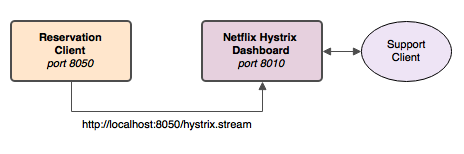 Reservation
Client
port 8050
Netflix Hystrix
Dashboard
port 8010
Support
Client
http://localhost:8050/hystrix.stream